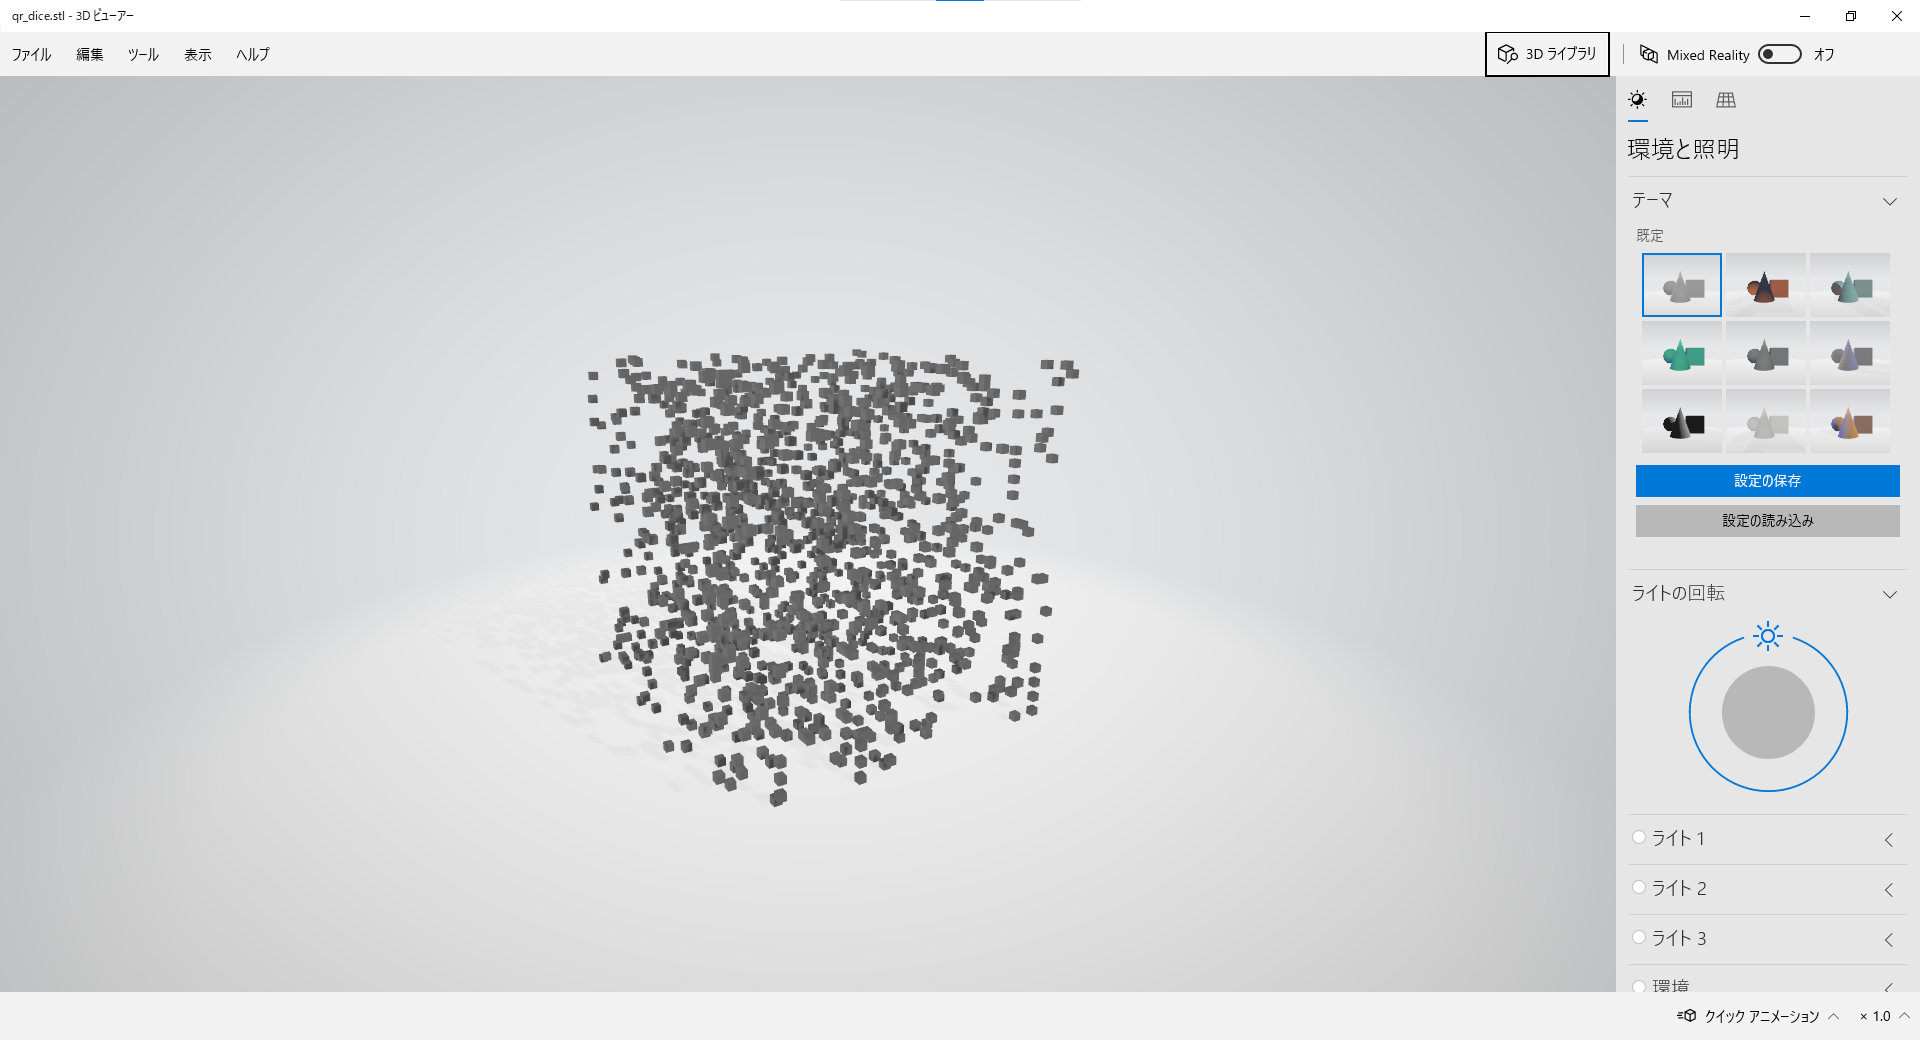 qr_dice.stl - 3D ビューアー
ファイル 編集 ツール 表示 ヘルプ
3D ライブラリ
Mixed Reality オフ
環境と照明
テーマ
既定
設定の保存
設定の読み込み
ライトの回転
ライト 1
ライト 2
ライト 3
環境
クイック アニメーション
× 1.0